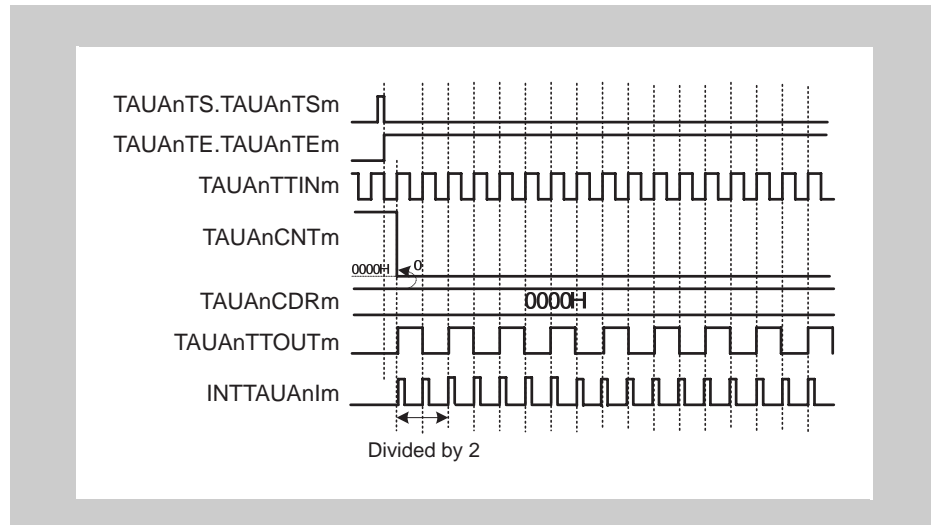 TAUAnTS.TAUAnTSm
TAUAnTE.TAUAnTEm
TAUAnTTINm
TAUAnCNTm
0000H 0
TAUAnCDRm 0000H
TAUAnTTOUTm
INTTAUAnIm
Divided by 2